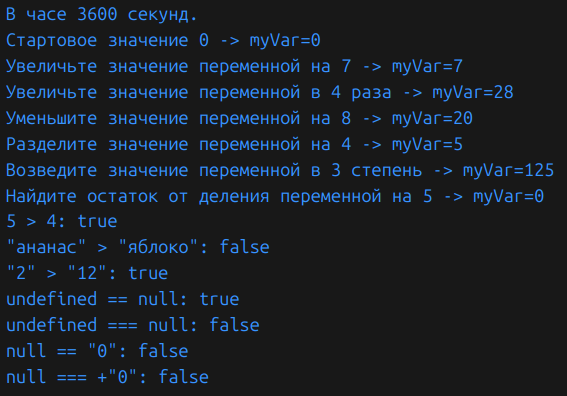 В часе 3600 секунд.
Стартовое значение 0 -> myVar=0
Увеличьте значение переменной на 7 -> myVar=7
Увеличьте значение переменной в 4 раза -> myVar=28
Уменьшите значение переменной на 8 -> myVar=20
Разделите значение переменной на 4 -> myVar=5
Возведите значение переменной в 3 степень -> myVar=125
Найдите остаток от деления переменной на 5 -> myVar=0
5 > 4: true
"ананас" > "яблоко": false
"2" > "12": true
undefined == null: true
undefined === null: false
null == "0": false
null === +"0": false